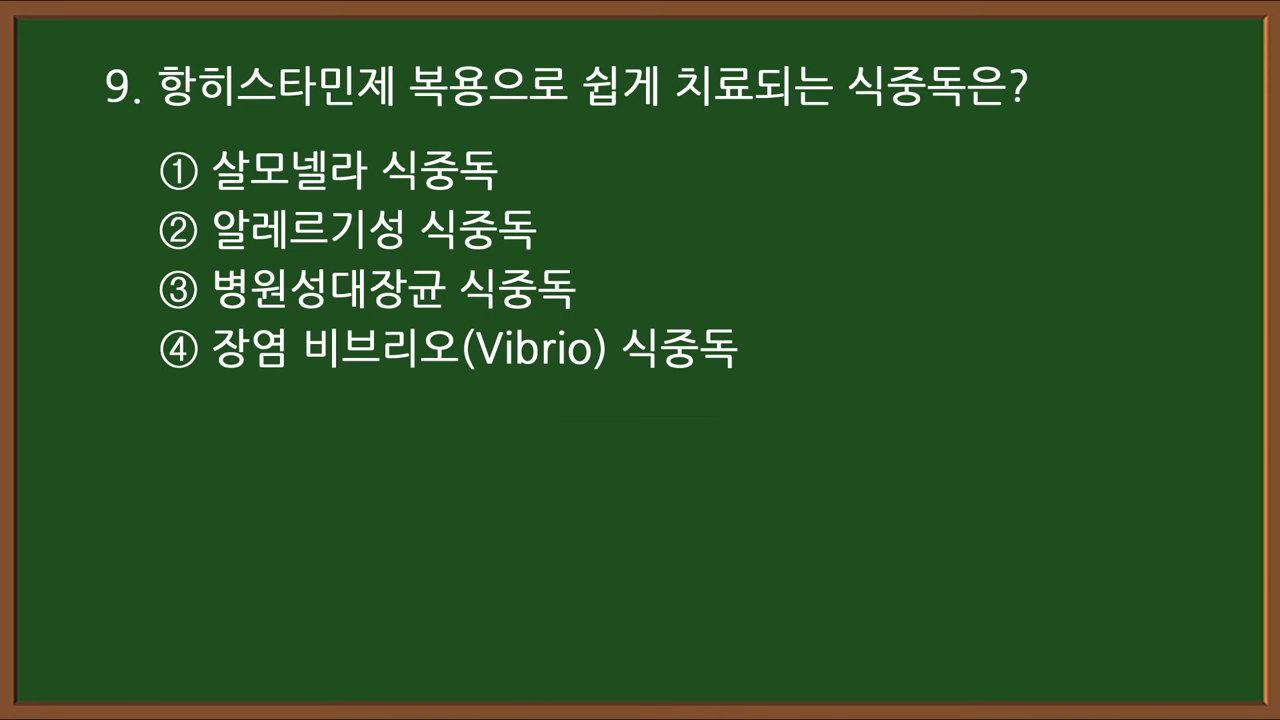 9. 항히스타민제 복용으로 쉽게 치료되는 식중독은?
① 살모넬라 식중독
② 알레르기성 식중독
③ 병원성대장균 식중독
④ 장염 비브리오(Vibrio) 식중독